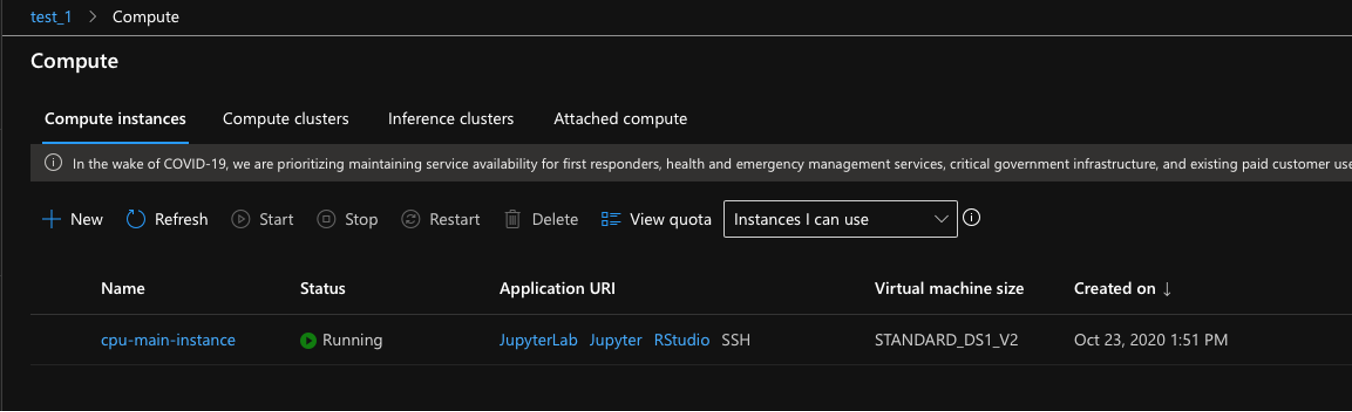 test_1 > Compute
Compute
Compute instances Compute clusters Inference clusters Attached compute
In the wake of COVID-19, we are prioritizing maintaining service availability for first responders, health and emergency management services, critical government infrastructure, and existing paid customer use
New Refresh Start Stop Restart Delete View quota Instances I can use
Name Status Application URI Virtual machine size Created on ↓
cpu-main-instance Running JupyterLab Jupyter RStudio SSH STANDARD_DS1_V2 Oct 23, 2020 1:51 PM